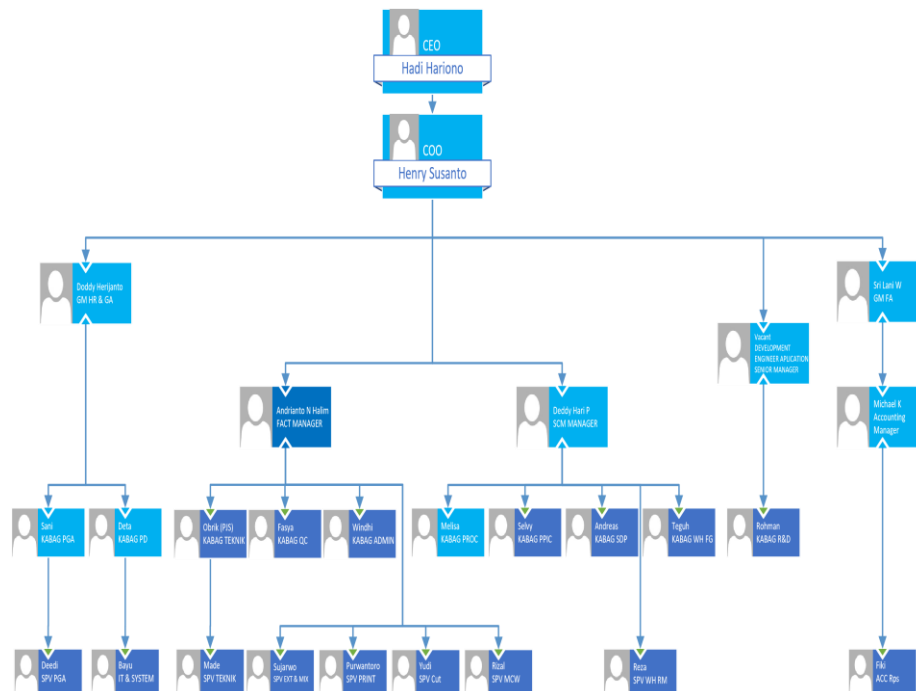 CEO
Hadi Hariono
COO
Henry Susanto
Doddy Herijanto
GM HR & GA
Sri Lani W
GM FA
Vacant
DEVELOPMENT
ENGINEER APLICATION
SENIOR MANAGER
Andrianto N Halim
FACT MANAGER
Deddy Hari P
SCM MANAGER
Michael K
Accounting
Manager
Sani
KABAG PGA
Deta
KABAG PD
Obrik (PJS)
KABAG TEKNIK
Fasya
KABAG QC
Windhi
KABAG ADMIN
Melisa
KABAG PROC
Selvy
KABAG PPIC
Andreas
KABAG SDP
Teguh
KABAG WH FG
Rohman
KABAG R&D
Deedi
SPV PGA
Bayu
IT & SYSTEM
Made
SPV TEKNIK
Sujarwo
SPV EXT & MIX
Purwantoro
SPV PRINT
Yudi
SPV Cut
Rizal
SPV MCW
Reza
SPV WH RM
Fiki
ACC Rps